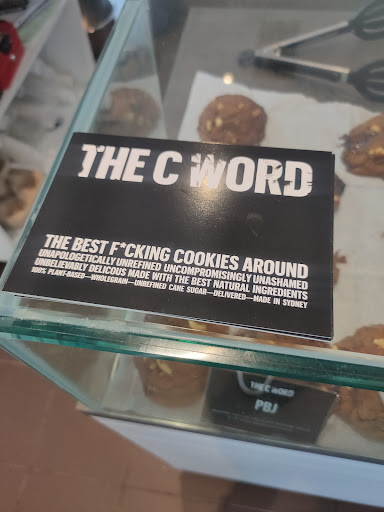 THE C WORD
THE BEST F*CKING COOKIES AROUND
UNAPOLOGETICALLY UNREFINED UNCOMPROMISINGLY UNASHAMED
UNBELIEVABLY DELICOUS MADE WITH THE BEST NATURAL INGREDIENTS
100% PLANT-BASED—WHOLEGRAIN—UNREFINED CANE SUGAR—DELIVERED—MADE IN SYDNEY
THE C WORD
PBJ